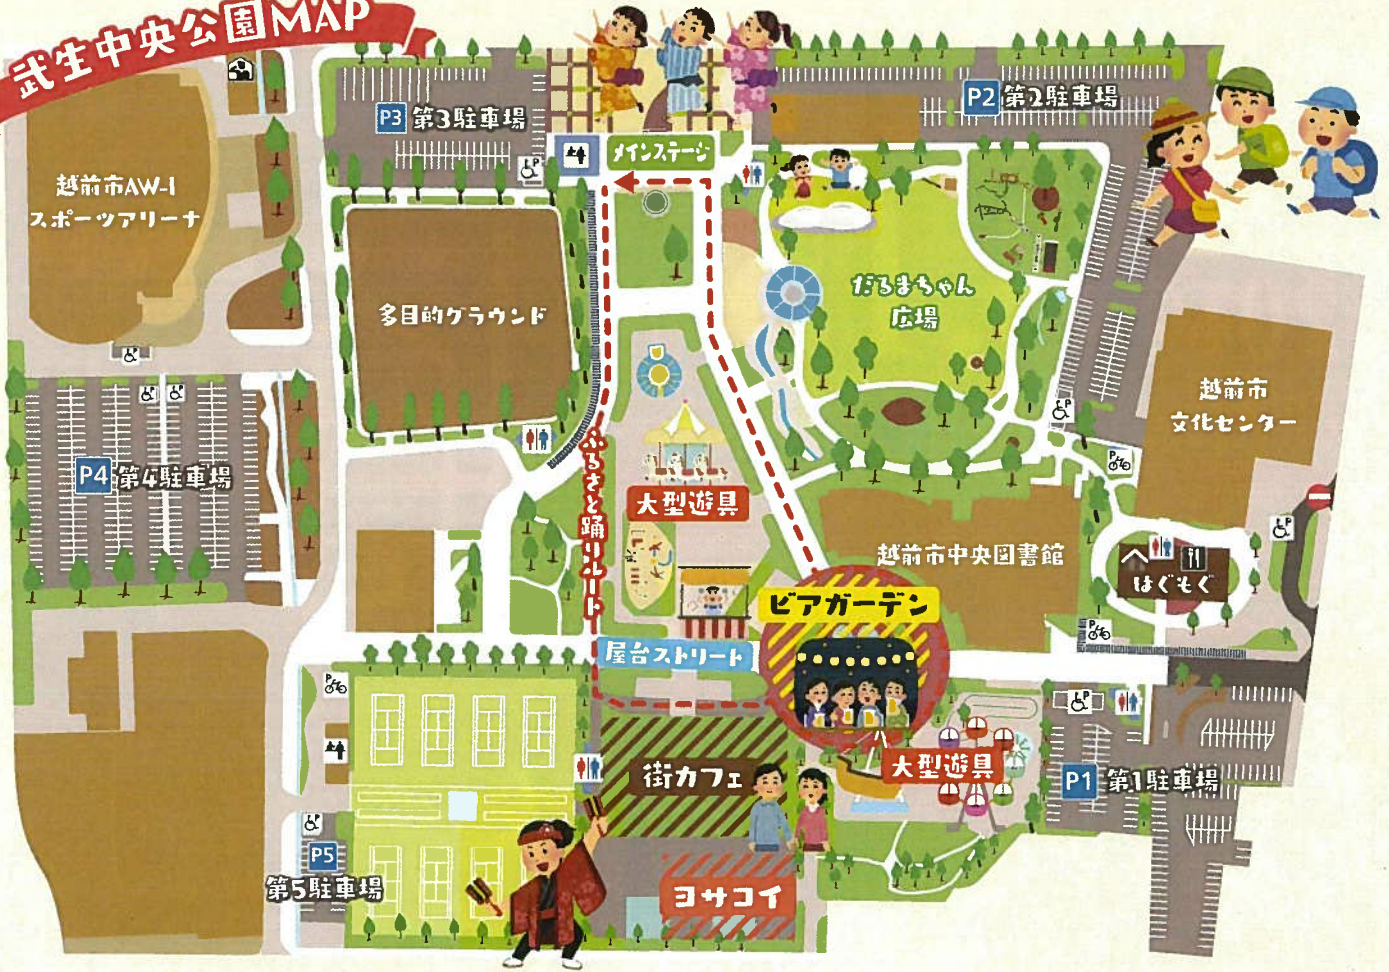 武生中央公園MAP
P3 第3駐車場
P2 第2駐車場
メインステージ
越前市AW-I
スポーツアリーナ
多目的グラウンド
だるまちゃん
広場
越前市
文化センター
P4 第4駐車場
ふるさと踊りルート
大型遊具
越前市中央図書館
はぐもぐ
ビアガーデン
屋台ストリート
街カフェ
大型遊具
P1 第1駐車場
P5
第5駐車場
ヨサコイ